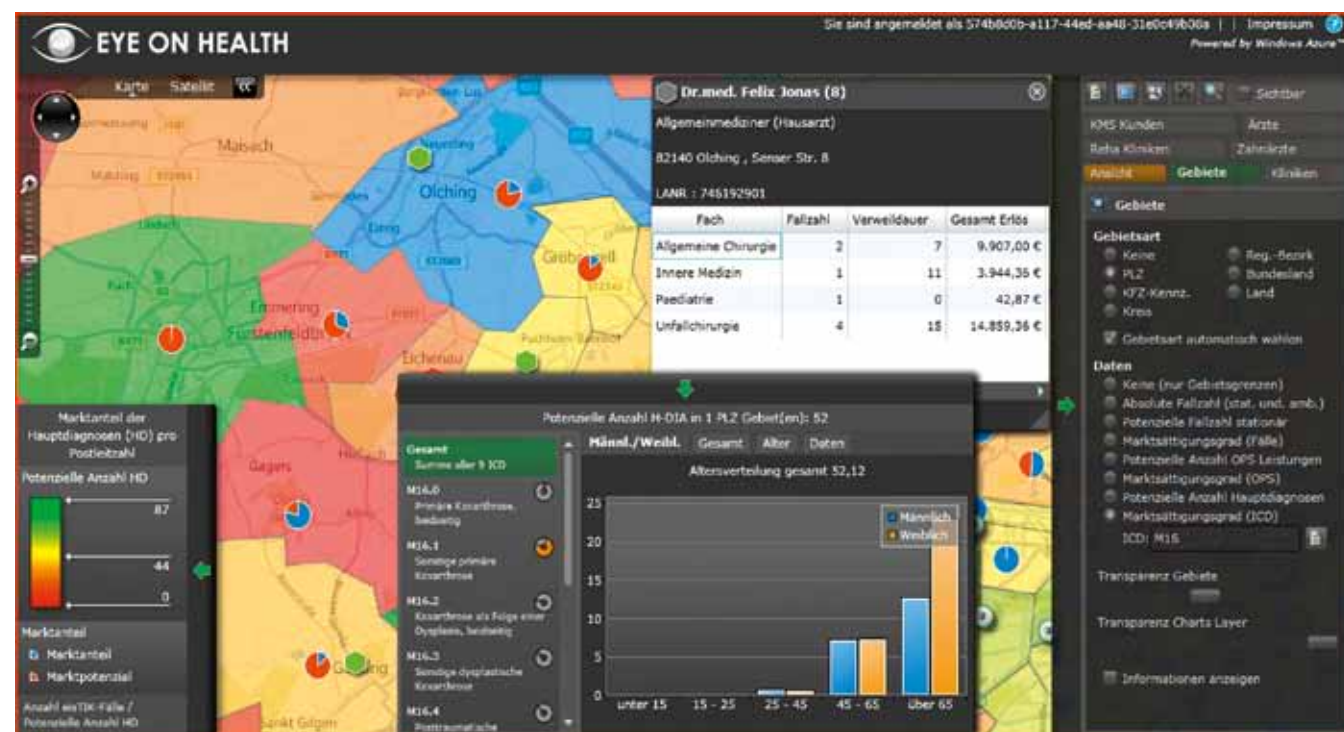 EYE ON HEALTH
Sie sind angemeldet als 574b8d0b-a117-44ed-aa48-31e0c49b08a | | Impressum ?
Powered by Windows Azure™
Karte Satellit
Maisach
Olching
Emmering
Eichenau
Dr.med. Felix Jonas (8)
Allgemeinmediziner (Hausarzt)
82140 Olching , Senser Str. 8
LANR : 745192901
Fach Fallzahl Verweildauer Gesamt Erlös
Allgemeine Chirurgie 2 7 9.907,00 €
Innere Medizin 1 11 3.944,36 €
Paediatrie 1 0 42,87 €
Unfallchirurgie 4 15 14.859,36 €
Sichtbar
KMS Kunden Ärzte
Reha Kliniken Zahnärzte
Ansicht Gebiete Kliniken
Gebiete
Gebietsart
Keine Reg.-Bezirk
PLZ Bundesland
KFZ-Kennz. Land
Kreis
Gebietsart automatisch wählen
Daten
Keine (nur Gebietsgrenzen)
Absolute Fallzahl (stat. und. amb.)
Potenzielle Fallzahl stationär
Marktsättigungsgrad (Fälle)
Potenzielle Anzahl OPS Leistungen
Marktsättigungsgrad (OPS)
Potenzielle Anzahl Hauptdiagnosen
Marktsättigungsgrad (ICD)
ICD: M16
Transparenz Gebiete
Transparenz Charts Layer
Informationen anzeigen
Marktanteil der
Hauptdiagnosen (HD) pro
Postleitzahl
Potenzielle Anzahl HD
87
44
0
Marktanteil
Marktanteil
Marktpotenzial
Potenzielle Anzahl HD
Gagers
Sankt Gilgen
Potenzielle Anzahl H-DIA in 1 PLZ Gebiet(en): 52
Gesamt
Summe aller 9 ICD
M16.0
Primäre Koxarthrose,
beidseitig
M16.1
Sonstige primäre
Koxarthrose
M16.2
Koxarthrose als Folge einer
Dysplasie, beidseitig
M16.3
Sonstige dysplastische
Koxarthrose
M16.4
Posttraumatische
Männl./Weibl. Gesamt Alter Daten
Altersverteilung gesamt 52,12
Männlich
Weiblich
25
20
15
10
5
0
unter 15 15 - 25 25 - 45 45 - 65 über 65